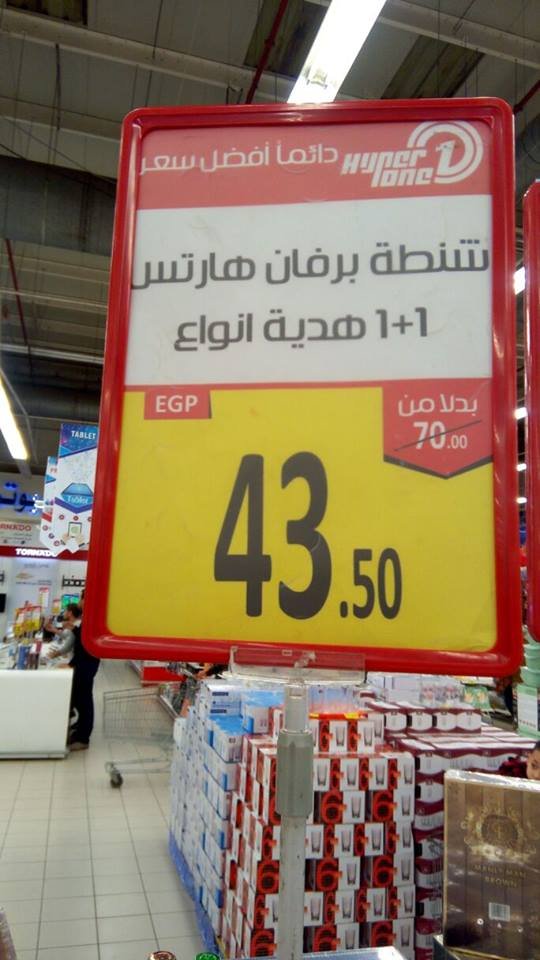 دائما أفضل سعر
Hyper One
شنطة برفان هارتس
1+1 هدية انواع
بدلا من
70.00
EGP
43.50
TABLET
TORNADO
MANLY MAN
BROWN